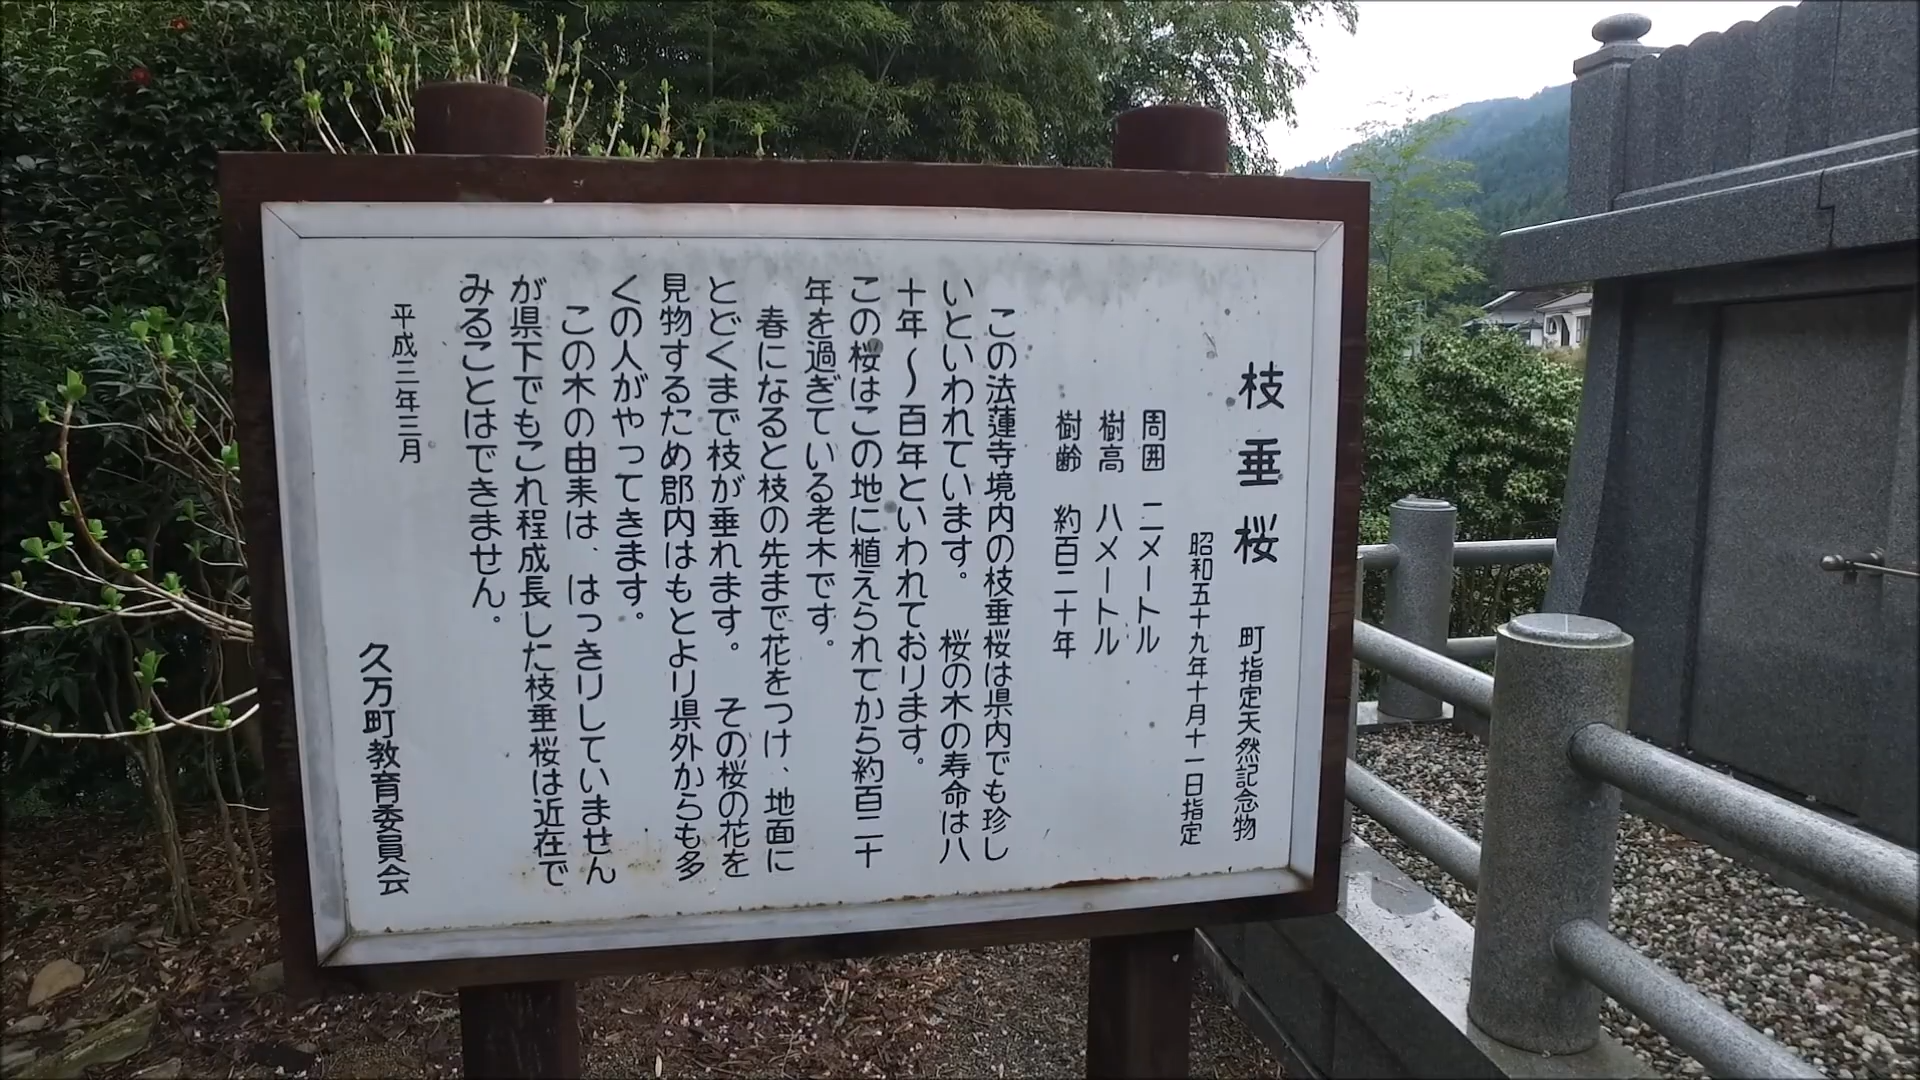 枝垂桜　町指定天然記念物
昭和五十九年十月十一日指定
周囲　二メートル
樹高　八メートル
樹齢　約百二十年
この法蓮寺境内の枝垂桜は県内でも珍し
いといわれています。　桜の木の寿命は八
十年〜百年といわれております。
この桜はこの地に植えられてから約百二十
年を過ぎている老木です。
春になると枝の先まで花をつけ、地面に
とどくまで枝が垂れます。　その桜の花を
見物するため郡内はもとより県外からも多
くの人がやってきます。
この木の由来は、はっきりしていません
が県下でもこれ程成長した枝垂桜は近在で
みることはできません。
平成三年三月
久万町教育委員会